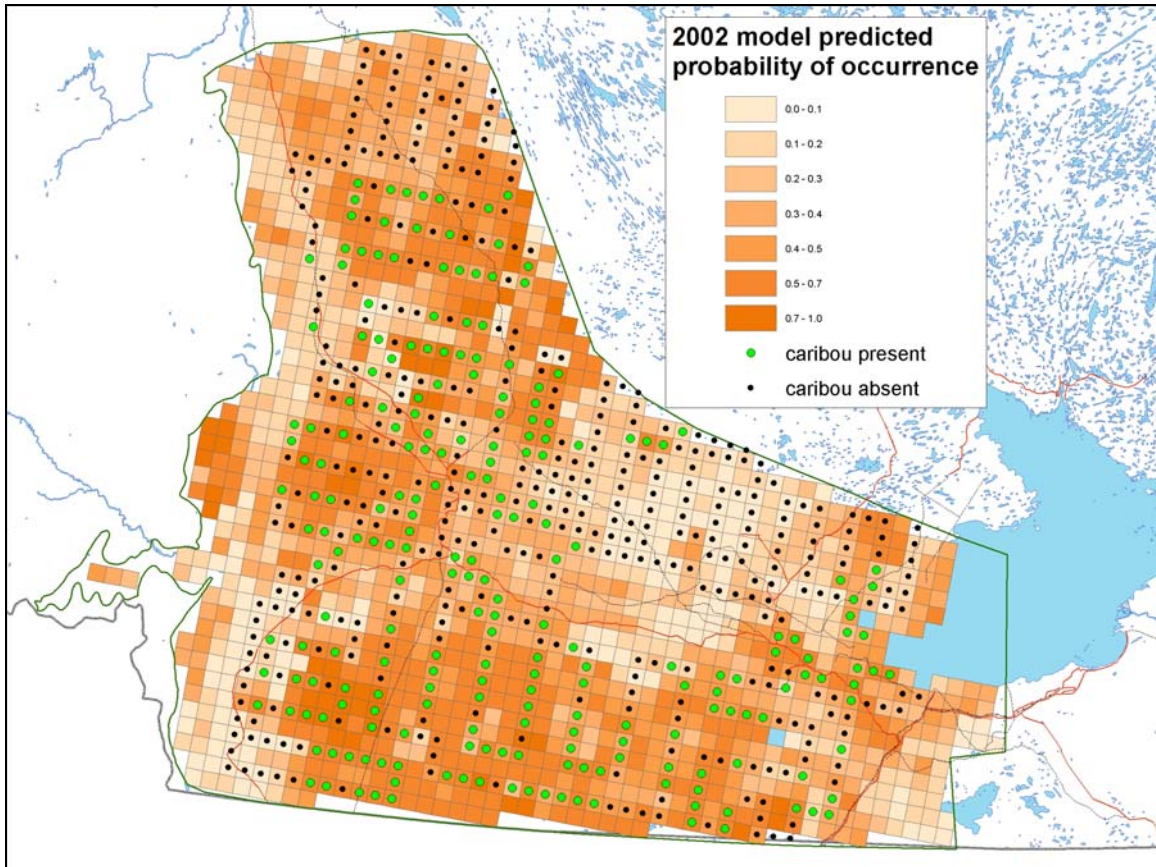 2002 model predicted
probability of occurrence
0.0 - 0.1
0.1 - 0.2
0.2 - 0.3
0.3 - 0.4
0.4 - 0.5
0.5 - 0.7
0.7 - 1.0
caribou present
caribou absent